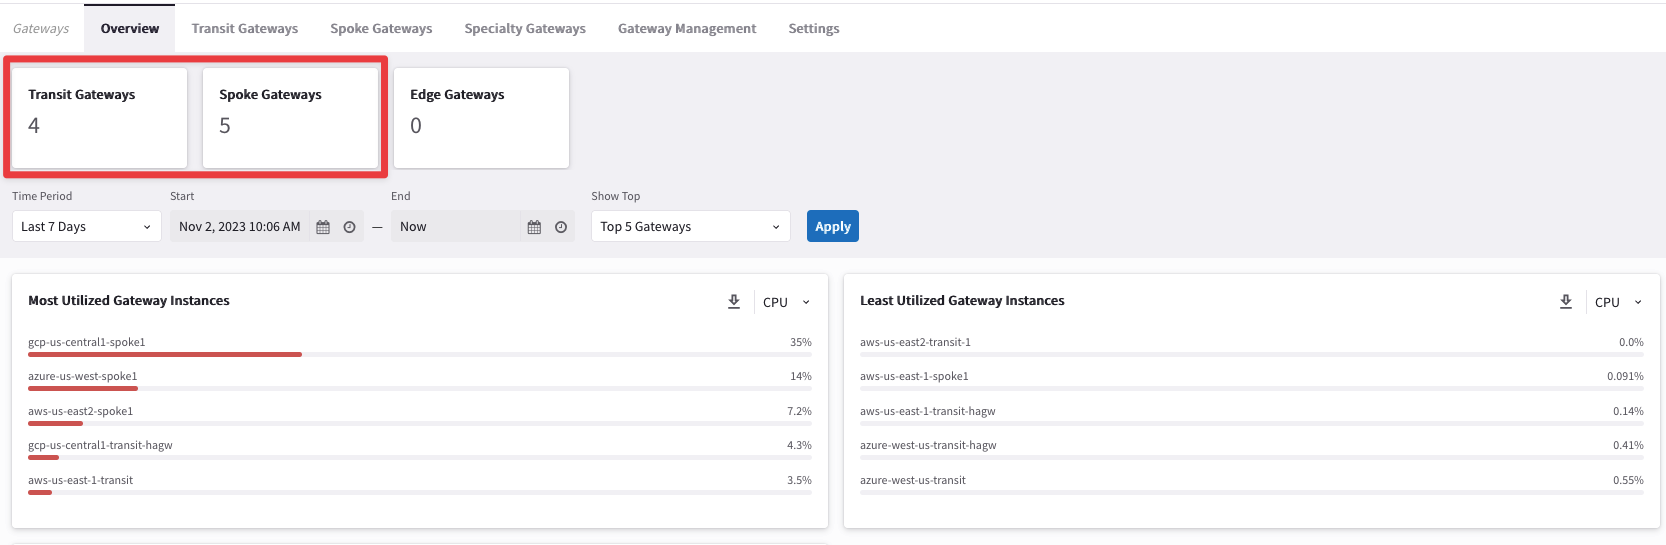 Gateways Overview Transit Gateways Spoke Gateways Specialty Gateways Gateway Management Settings
Transit Gateways
4
Spoke Gateways
5
Edge Gateways
0
Time Period Start End Show Top
Last 7 Days Nov 2, 2023 10:06 AM — Now Top 5 Gateways Apply
Most Utilized Gateway Instances CPU
gcp-us-central1-spoke1 35%
azure-us-west-spoke1 14%
aws-us-east2-spoke1 7.2%
gcp-us-central1-transit-hagw 4.3%
aws-us-east-1-transit 3.5%
Least Utilized Gateway Instances CPU
aws-us-east2-transit-1 0.0%
aws-us-east-1-spoke1 0.091%
aws-us-east-1-transit-hagw 0.14%
azure-west-us-transit-hagw 0.41%
azure-west-us-transit 0.55%